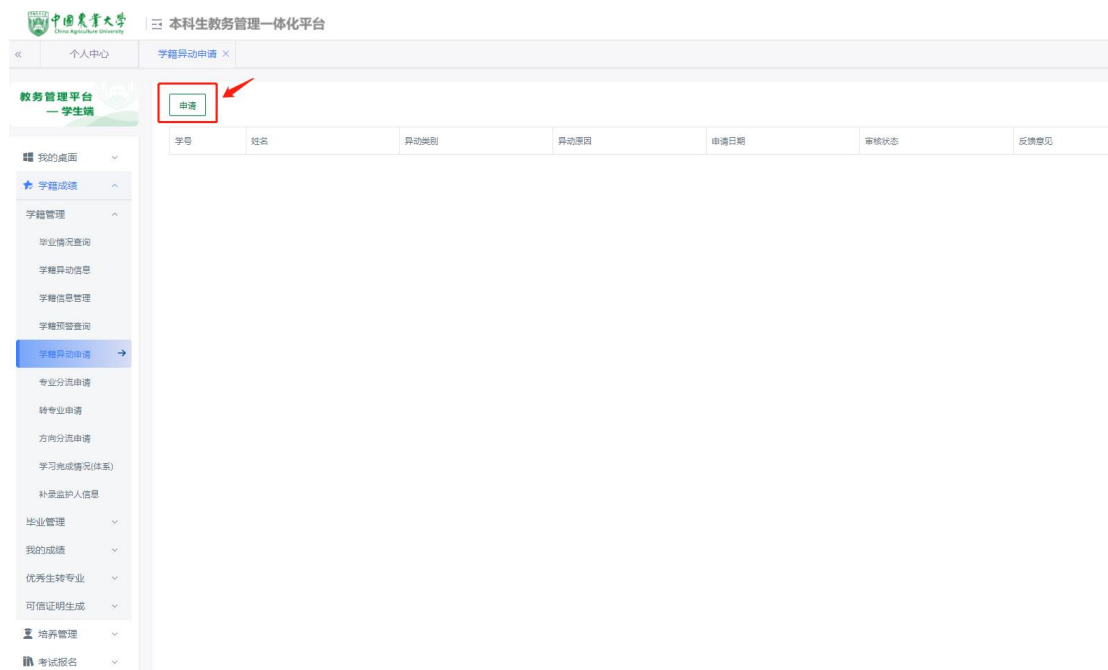 中国农业大学
China Agriculture University
本科生教务管理一体化平台
个人中心
学籍异动申请
教务管理平台
— 学生端
申请
学号 姓名 异动类别 异动原因 申请日期 审核状态 反馈意见
我的桌面
学籍成绩
学籍管理
毕业情况查询
学籍异动信息
学籍信息管理
学籍预警查询
学籍异动申请
专业分流申请
转专业申请
方向分流申请
学习完成情况(体系)
补录监护人信息
毕业管理
我的成绩
优秀生转专业
可信证明生成
培养管理
考试报名